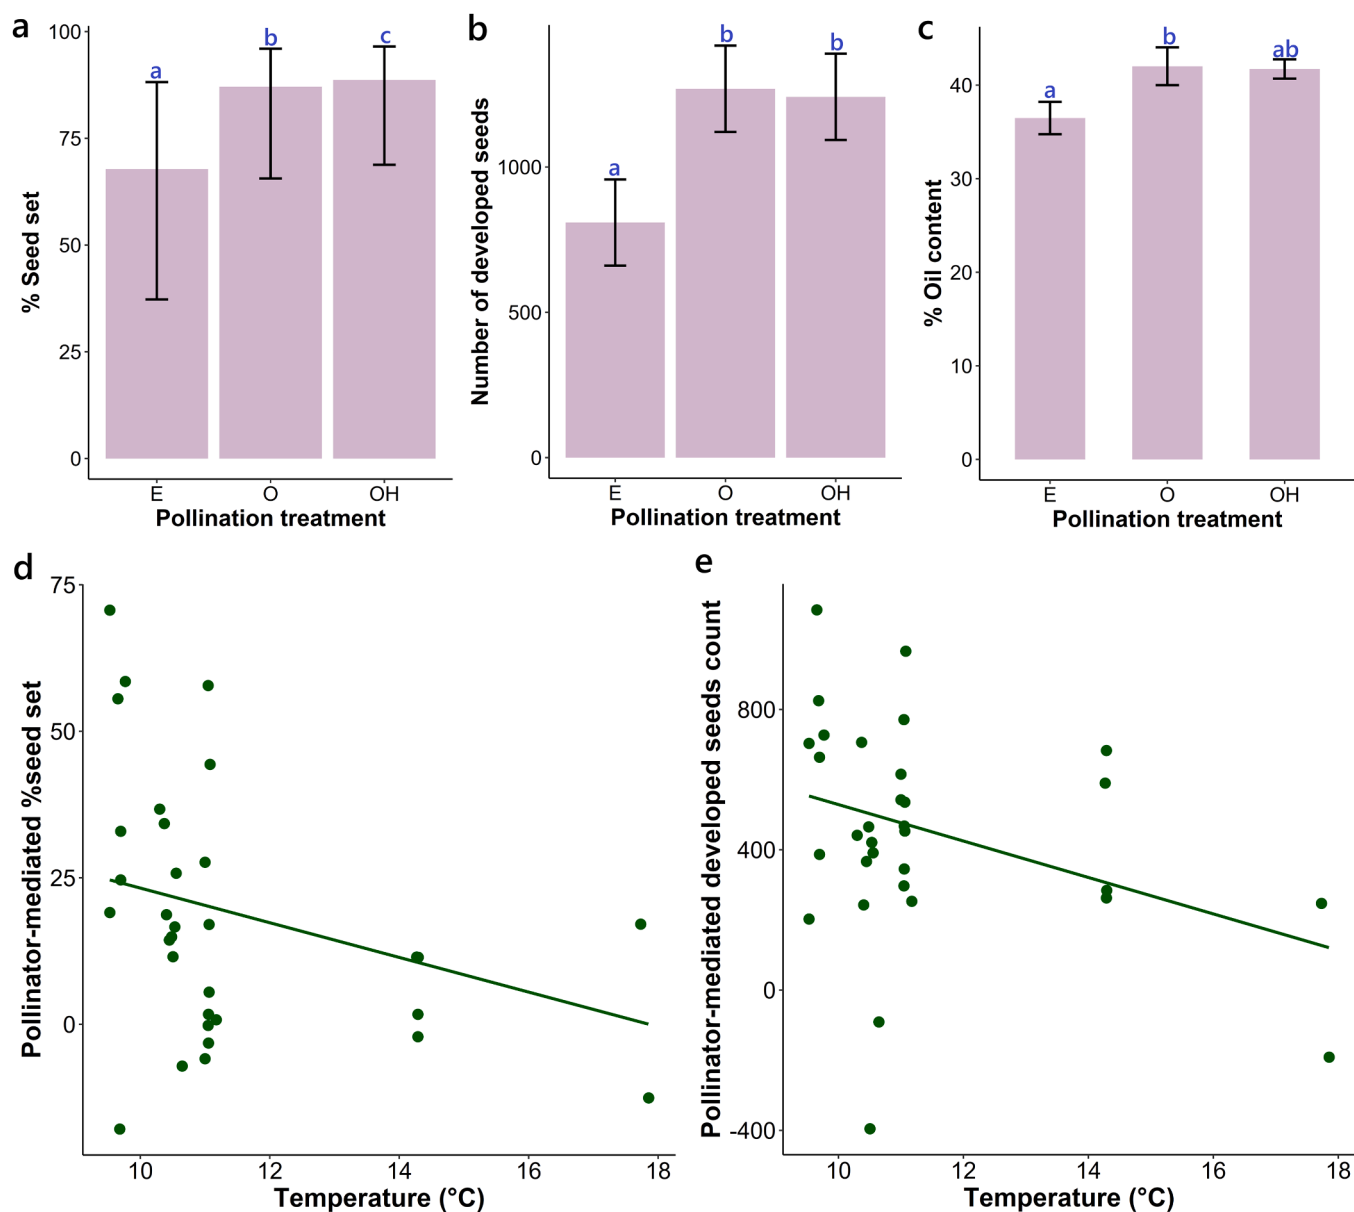 a
% Seed set
100
75
50
25
0
a
b
c
E
O
OH
Pollination treatment
b
Number of developed seeds
1000
500
0
a
b
b
E
O
OH
Pollination treatment
c
% Oil content
40
30
20
10
0
a
b
ab
E
O
OH
Pollination treatment
d
Pollinator-mediated %seed set
75
50
25
0
10
12
14
16
18
Temperature (°C)
e
Pollinator-mediated developed seeds count
800
400
0
-400
10
12
14
16
18
Temperature (°C)